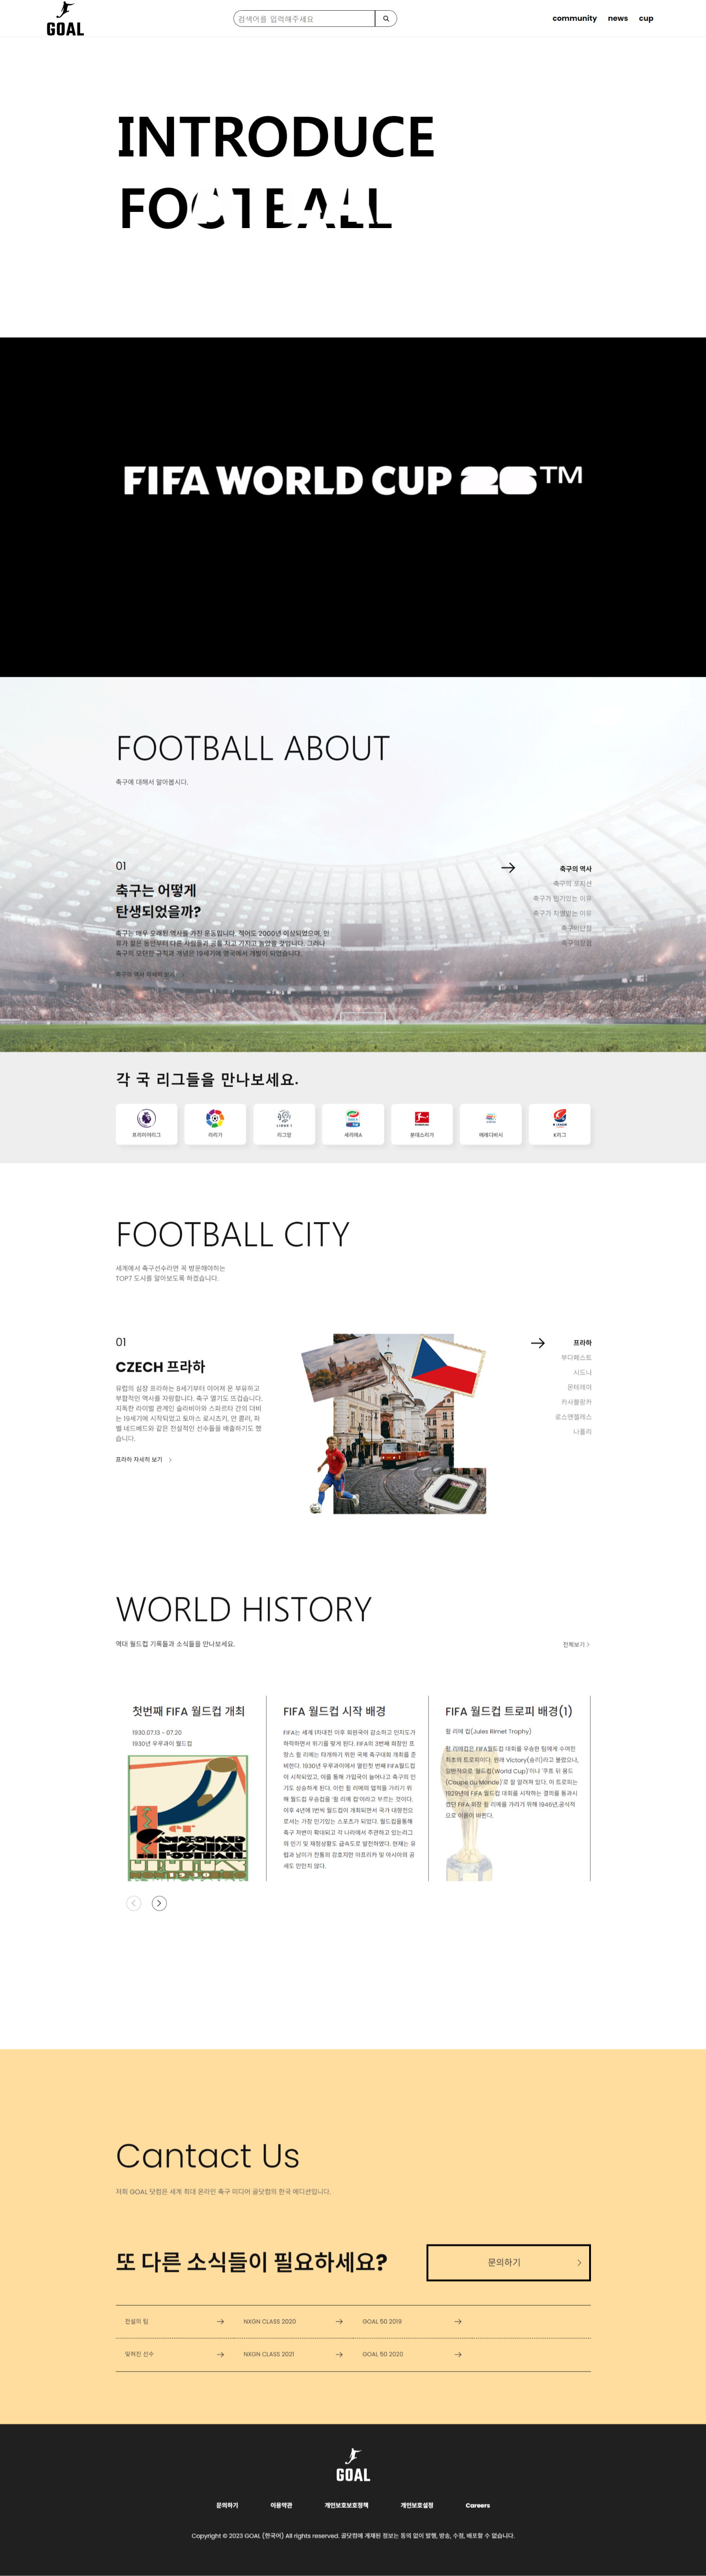 GOAL
검색어를 입력해주세요
community news cup
INTRODUCE
FOOTBALL
FIFA WORLD CUP 26™
FOOTBALL ABOUT
축구에 대해서 알아봅시다.
01
축구는 어떻게
탄생되었을까?
축구는 매우 오래된 역사를 가진 운동입니다. 적어도 2000년 이상되었으며, 인
류가 젊은 동안부터 다른 사람들과 공을 치고 가지고 놀았을 것입니다. 그러나
축구의 모던한 규칙과 개념은 19세기에 영국에서 개발이 되었습니다.
축구의 역사 자세히 보기
축구의 역사
축구의 포지션
축구가 인기있는 이유
축구가 차별받는 이유
축구의단점
축구의장점
각 국 리그들을 만나보세요.
프리미어리그
라리가
리그앙
세리에A
분데스리가
에레디비시
K리그
FOOTBALL CITY
세계에서 축구선수라면 꼭 방문해야하는
TOP7 도시를 알아보도록 하겠습니다.
01
CZECH 프라하
유럽의 심장 프라하는 8세기부터 이어져 온 부유하고
부합적인 역사를 자랑합니다. 축구 열기도 뜨겁습니다.
지독한 라이벌 관계인 슬라비아와 스파르타 간의 더비
는 19세기에 시작되었고 토마스 로시츠키, 얀 콜러, 파
벨 네드베드와 같은 전설적인 선수들을 배출하기도 했
습니다.
프라하 자세히 보기
프라하
부다페스트
시드니
몬테레이
카사블랑카
로스앤젤레스
나폴리
WORLD HISTORY
역대 월드컵 기록들과 소식들을 만나보세요.
전체보기
첫번째 FIFA 월드컵 개최
1930.07.13 ~ 07.20
1930년 우루과이 월드컵
FIFA 월드컵 시작 배경
FIFA는 세계 1차대전 이후 회원국이 감소하고 인지도가
하락하면서 위기를 맞게 된다. FIFA의 3번째 회장인 프
랑스 쥘 리메는 타개하기 위한 국제 축구대회 개최를 준
비한다. 1930년 우루과이에서 열린첫 번째 FIFA월드컵
이 시작되었고, 이를 통해 가입국이 늘어나고 축구의 인
기도 상승하게 된다. 이런 쥘 리메의 업적을 기리기 위
해 월드컵 우승컵을 '쥘 리메 컵'이라고 부르는 것이다.
이후 4년에 1번씩 월드컵이 개최되면서 국가 대항전으
로서는 가장 인기있는 스포츠가 되었다. 월드컵을통해
축구 저변이 확대되고 각 나라에서 주관하고 있는리그
의 인기 및 재정상황도 급속도로 발전하였다. 현재는 유
럽과 남미가 전통의 강호지만 아프리카 및 아시아의 공
세도 만만치 않다.
FIFA 월드컵 트로피 배경(1)
쥘 리메 컵(Jules Rimet Trophy)
쥘 리메컵은 FIFA월드컵 대회를 우승한 팀에게 수여한
최초의 트로피이다. 원래 Victory(승리)라고 불렸으나,
일반적으로 '월드컵(World Cup)'이나 '쿠프 뒤 몽드
(Coupe du Monde)'로 잘 알려져 있다. 이 트로피는
1929년에 FIFA 월드컵 대회를 시작하는 결의를 통과시
켰던 FIFA 회장 쥘 리메를 기리기 위해 1946년,공식적
으로 이름이 바뀐다.
Cantact Us
저희 GOAL 닷컴은 세계 최대 온라인 축구 미디어 골닷컴의 한국 에디션입니다.
또 다른 소식들이 필요하세요?
문의하기
전설의 팀
NXGN CLASS 2020
GOAL 50 2019
잊혀진 선수
NXGN CLASS 2021
GOAL 50 2020
GOAL
문의하기 이용약관 개인보호보호정책 개인보호설정 Careers
Copyright © 2023 GOAL (한국어) All rights reserved. 골닷컴에 게재된 정보는 동의 없이 발행, 방송, 수정, 배포할 수 없습니다.